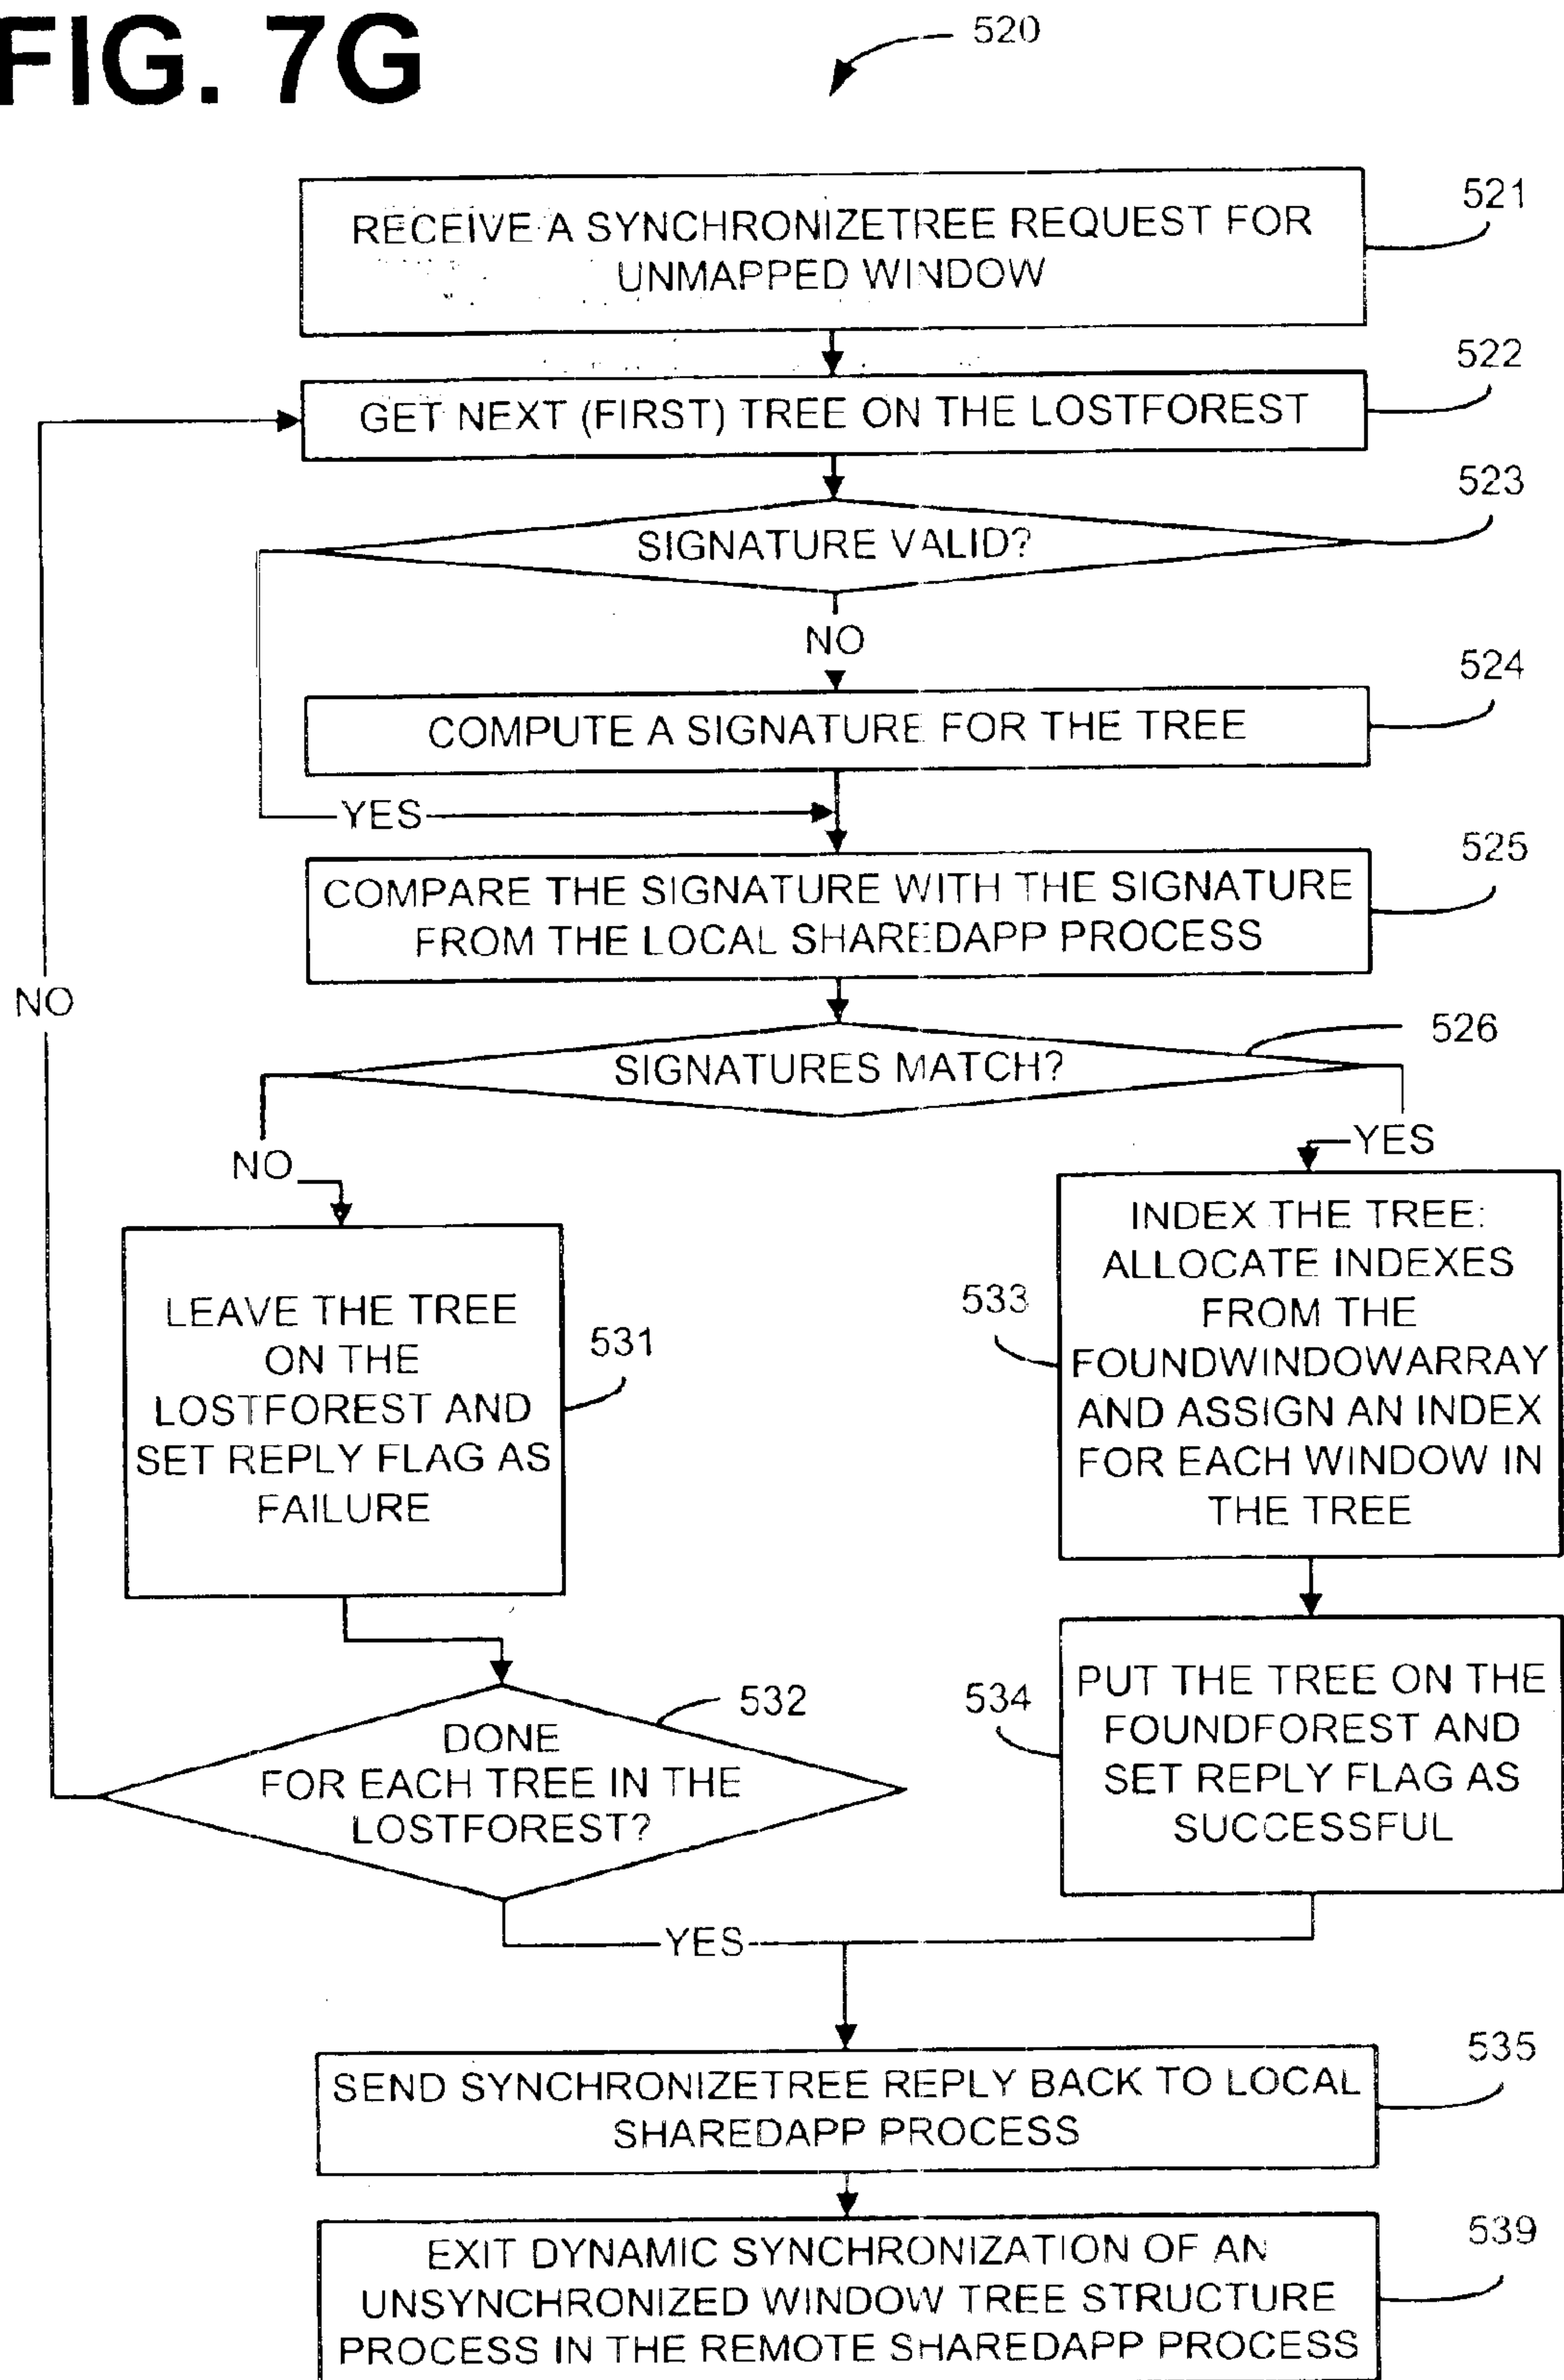 FIG. 7G
520
RECEIVE A SYNCHRONIZETREE REQUEST FOR
UNMAPPED WINDOW
521
GET NEXT (FIRST) TREE ON THE LOSTFOREST
522
SIGNATURE VALID?
523
NO
COMPUTE A SIGNATURE FOR THE TREE
524
YES
COMPARE THE SIGNATURE WITH THE SIGNATURE
FROM THE LOCAL SHAREDAPP PROCESS
525
NO
SIGNATURES MATCH?
526
NO
YES
LEAVE THE TREE
ON THE
LOSTFOREST AND
SET REPLY FLAG AS
FAILURE
531
INDEX THE TREE:
ALLOCATE INDEXES
FROM THE
FOUNDWINDOWARRAY
AND ASSIGN AN INDEX
FOR EACH WINDOW IN
THE TREE
533
DONE
FOR EACH TREE IN THE
LOSTFOREST?
532
PUT THE TREE ON THE
FOUNDFOREST AND
SET REPLY FLAG AS
SUCCESSFUL
534
YES
SEND SYNCHRONIZETREE REPLY BACK TO LOCAL
SHAREDAPP PROCESS
535
EXIT DYNAMIC SYNCHRONIZATION OF AN
UNSYNCHRONIZED WINDOW TREE STRUCTURE
PROCESS IN THE REMOTE SHAREDAPP PROCESS
539